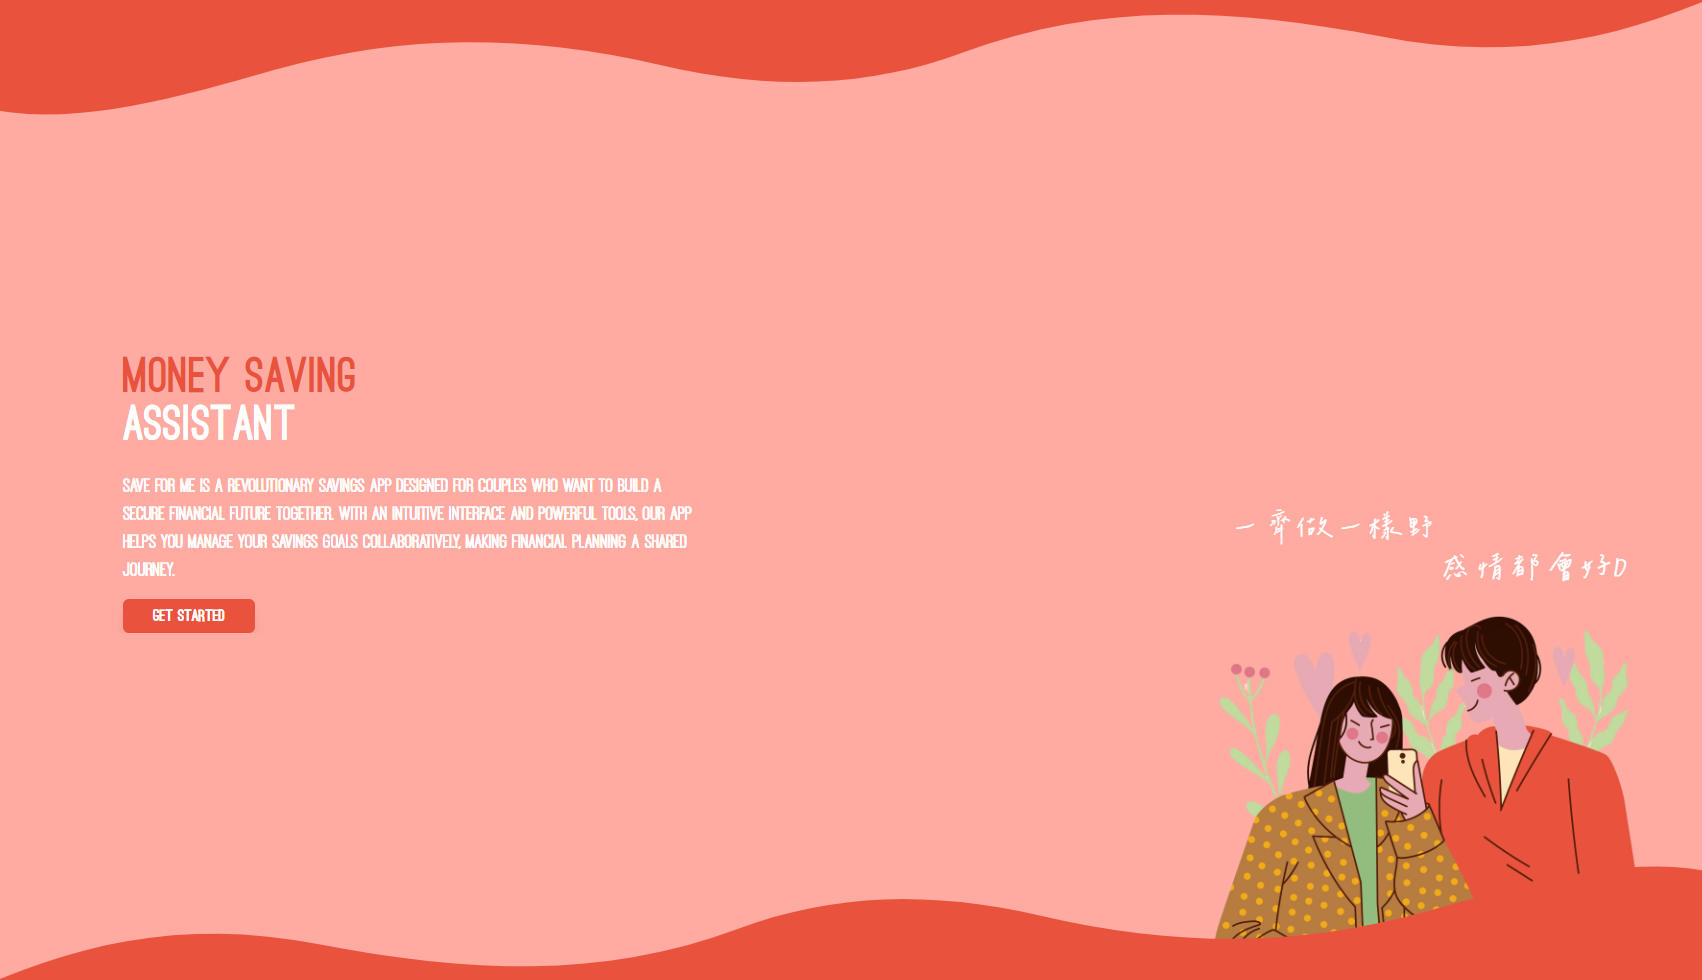 MONEY SAVING
ASSISTANT
SAVE FOR ME IS A REVOLUTIONARY SAVINGS APP DESIGNED FOR COUPLES WHO WANT TO BUILD A
SECURE FINANCIAL FUTURE TOGETHER. WITH AN INTUITIVE INTERFACE AND POWERFUL TOOLS, OUR APP
HELPS YOU MANAGE YOUR SAVINGS GOALS COLLABORATIVELY, MAKING FINANCIAL PLANNING A SHARED
JOURNEY.
GET STARTED
一齊做一樣野
感情都會好D